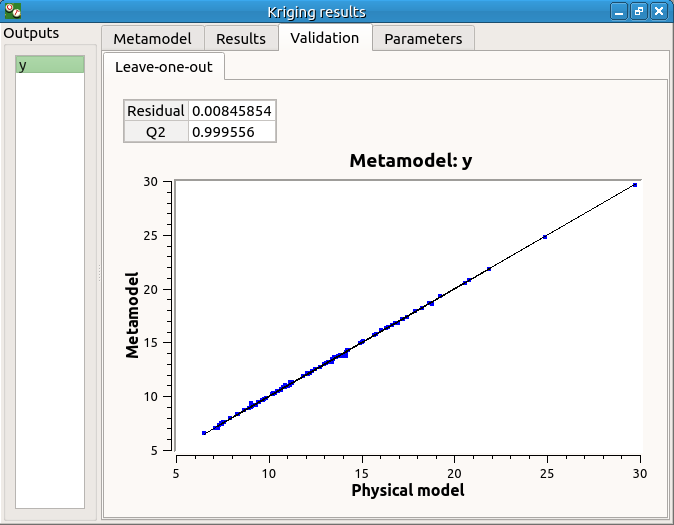 Kriging results
Outputs
y
Metamodel Results Validation Parameters
Leave-one-out
Residual 0.00845854
Q2 0.999556
Metamodel: y
30
25
20
15
10
5
Metamodel
5 10 15 20 25 30
Physical model